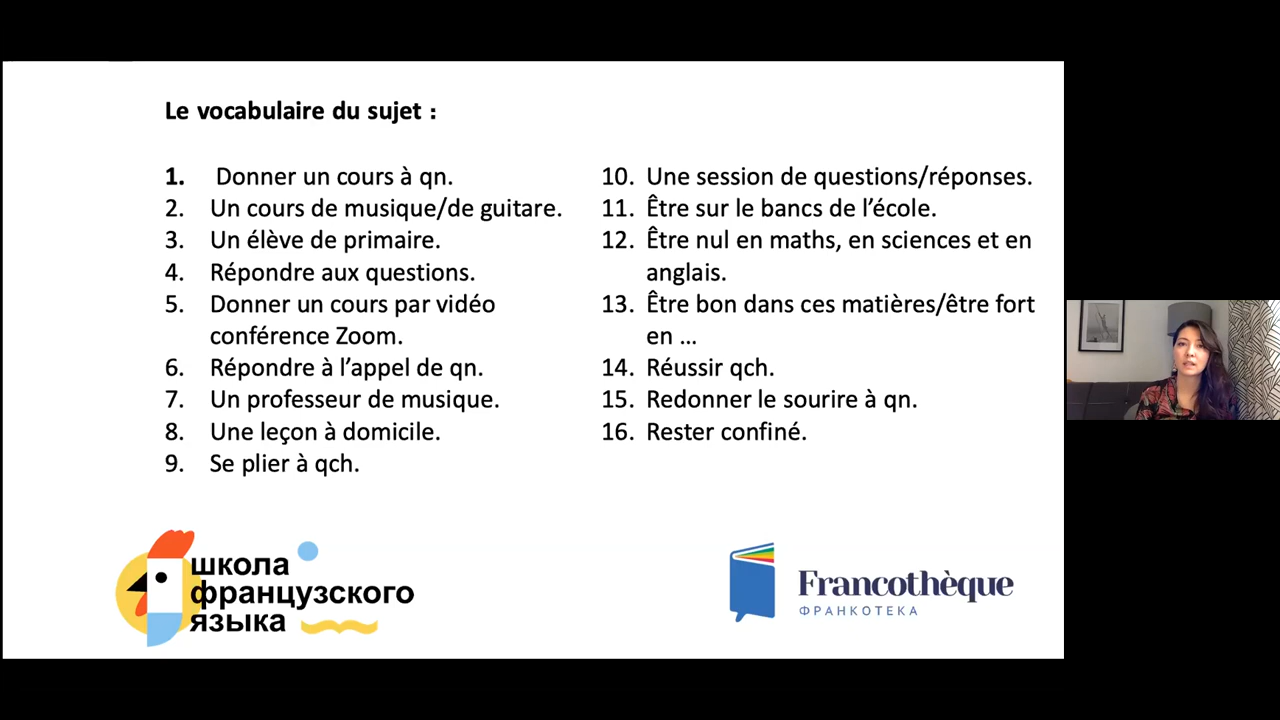 Le vocabulaire du sujet :
1. Donner un cours à qn.
2. Un cours de musique/de guitare.
3. Un élève de primaire.
4. Répondre aux questions.
5. Donner un cours par vidéo
conférence Zoom.
6. Répondre à l’appel de qn.
7. Un professeur de musique.
8. Une leçon à domicile.
9. Se plier à qch.
10. Une session de questions/réponses.
11. Être sur le bancs de l’école.
12. Être nul en maths, en sciences et en
anglais.
13. Être bon dans ces matières/être fort
en …
14. Réussir qch.
15. Redonner le sourire à qn.
16. Rester confiné.
школа
французского
языка
Francothèque
ФРАНКОТЕКА